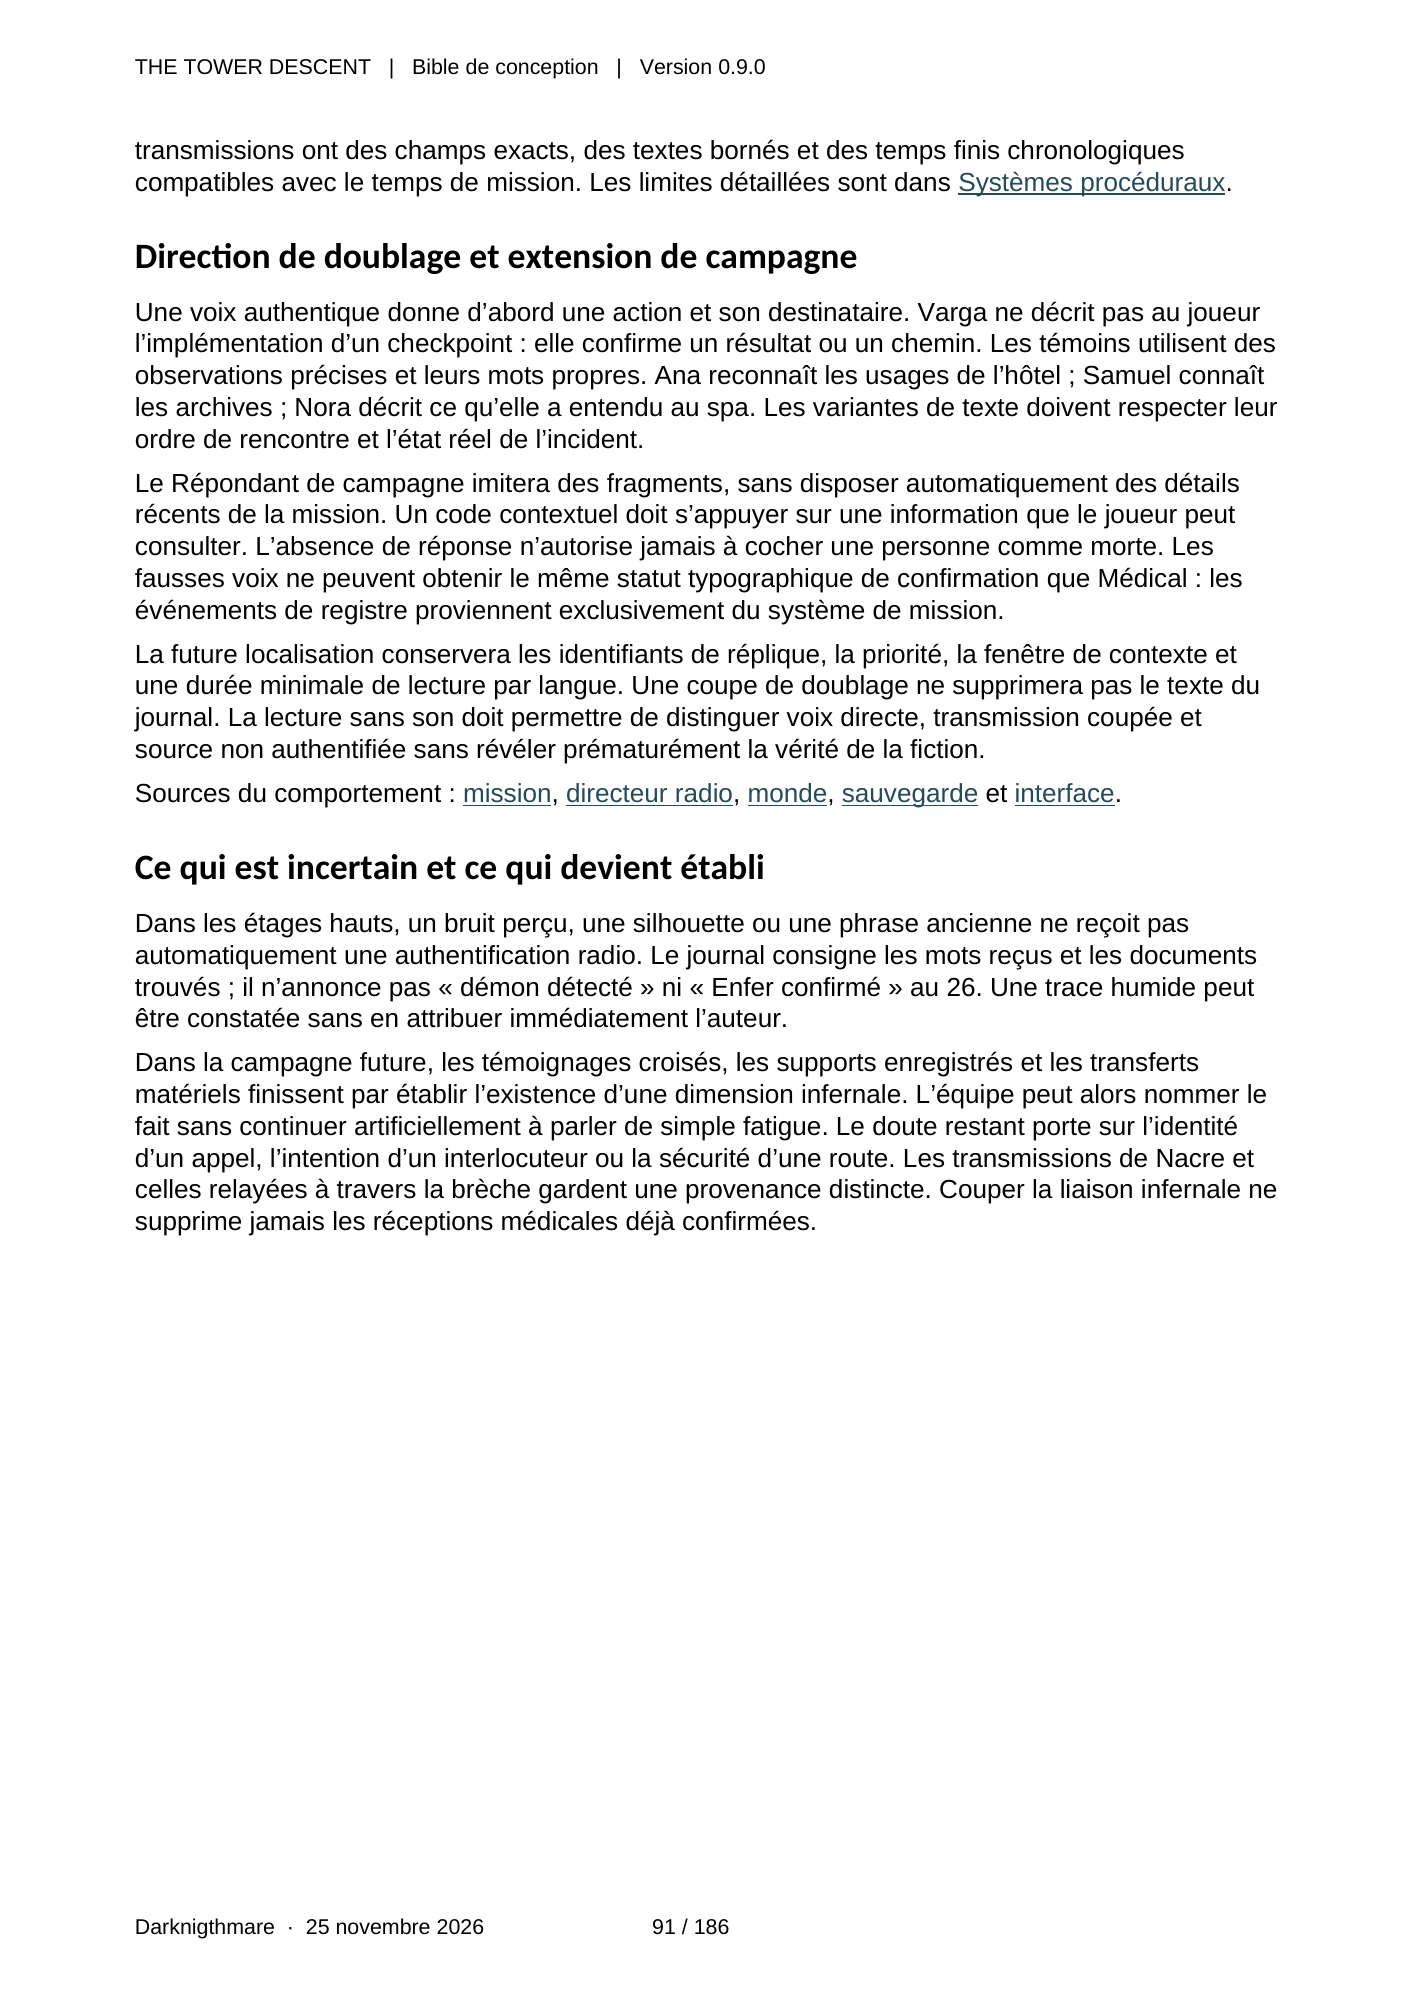 THE TOWER DESCENT | Bible de conception | Version 0.9.0
transmissions ont des champs exacts, des textes bornés et des temps finis chronologiques
compatibles avec le temps de mission. Les limites détaillées sont dans Systèmes procéduraux.
Direction de doublage et extension de campagne
Une voix authentique donne d’abord une action et son destinataire. Varga ne décrit pas au joueur
l’implémentation d’un checkpoint : elle confirme un résultat ou un chemin. Les témoins utilisent des
observations précises et leurs mots propres. Ana reconnaît les usages de l’hôtel ; Samuel connaît
les archives ; Nora décrit ce qu’elle a entendu au spa. Les variantes de texte doivent respecter leur
ordre de rencontre et l’état réel de l’incident.
Le Répondant de campagne imitera des fragments, sans disposer automatiquement des détails
récents de la mission. Un code contextuel doit s’appuyer sur une information que le joueur peut
consulter. L’absence de réponse n’autorise jamais à cocher une personne comme morte. Les
fausses voix ne peuvent obtenir le même statut typographique de confirmation que Médical : les
événements de registre proviennent exclusivement du système de mission.
La future localisation conservera les identifiants de réplique, la priorité, la fenêtre de contexte et
une durée minimale de lecture par langue. Une coupe de doublage ne supprimera pas le texte du
journal. La lecture sans son doit permettre de distinguer voix directe, transmission coupée et
source non authentifiée sans révéler prématurément la vérité de la fiction.
Sources du comportement : mission, directeur radio, monde, sauvegarde et interface.
Ce qui est incertain et ce qui devient établi
Dans les étages hauts, un bruit perçu, une silhouette ou une phrase ancienne ne reçoit pas
automatiquement une authentification radio. Le journal consigne les mots reçus et les documents
trouvés ; il n’annonce pas « démon détecté » ni « Enfer confirmé » au 26. Une trace humide peut
être constatée sans en attribuer immédiatement l’auteur.
Dans la campagne future, les témoignages croisés, les supports enregistrés et les transferts
matériels finissent par établir l’existence d’une dimension infernale. L’équipe peut alors nommer le
fait sans continuer artificiellement à parler de simple fatigue. Le doute restant porte sur l’identité
d’un appel, l’intention d’un interlocuteur ou la sécurité d’une route. Les transmissions de Nacre et
celles relayées à travers la brèche gardent une provenance distincte. Couper la liaison infernale ne
supprime jamais les réceptions médicales déjà confirmées.
Darknigthmare · 25 novembre 2026 91 / 186